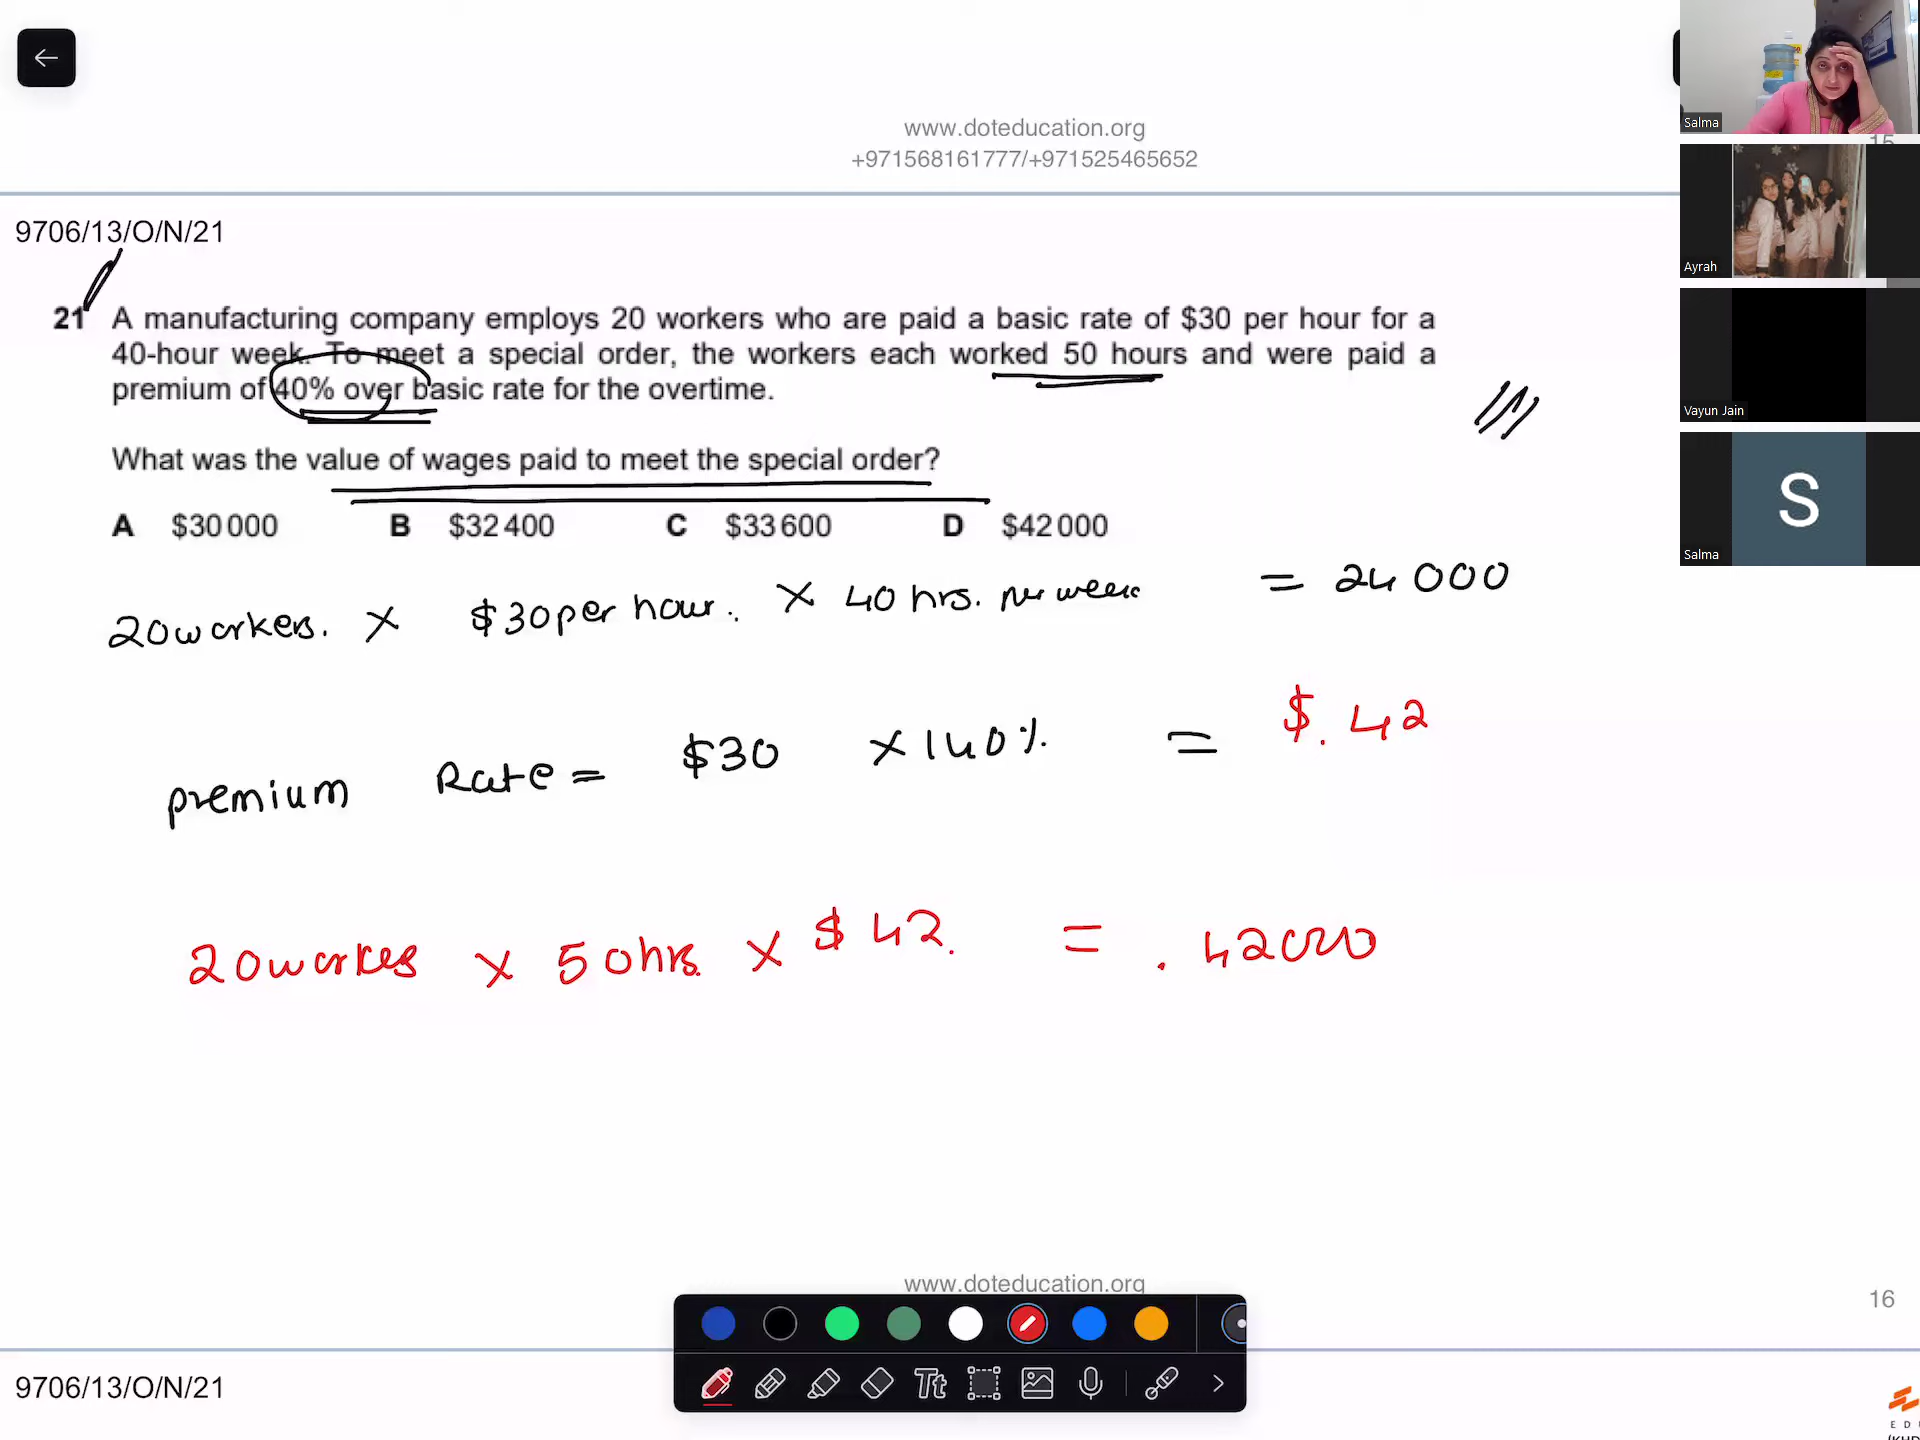 www.doteducation.org
+971568161777/+971525465652
9706/13/O/N/21
21 A manufacturing company employs 20 workers who are paid a basic rate of $30 per hour for a
40-hour week. To meet a special order, the workers each worked 50 hours and were paid a
premium of 40% over basic rate for the overtime.
What was the value of wages paid to meet the special order?
A $30 000 B $32 400 C $33 600 D $42 000
20workers. × $30per hour. × 40 hrs. per week = 24 000
premium Rate = $30 × 140% = $. 42
20workes × 50hrs. × $ 42. = . 42000
www.doteducation.org
16
9706/13/O/N/21
Tt
Salma
15
Ayrah
Vayun Jain
S
Salma
E D